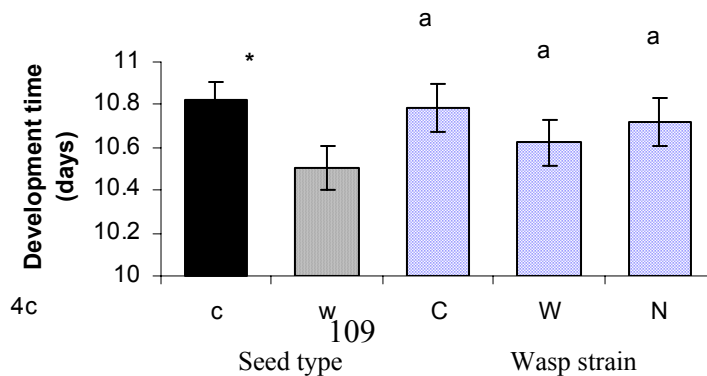 a a a
*
Development time
(days)
11
10.8
10.6
10.4
10.2
10
4c
c w C W N
109
Seed type Wasp strain